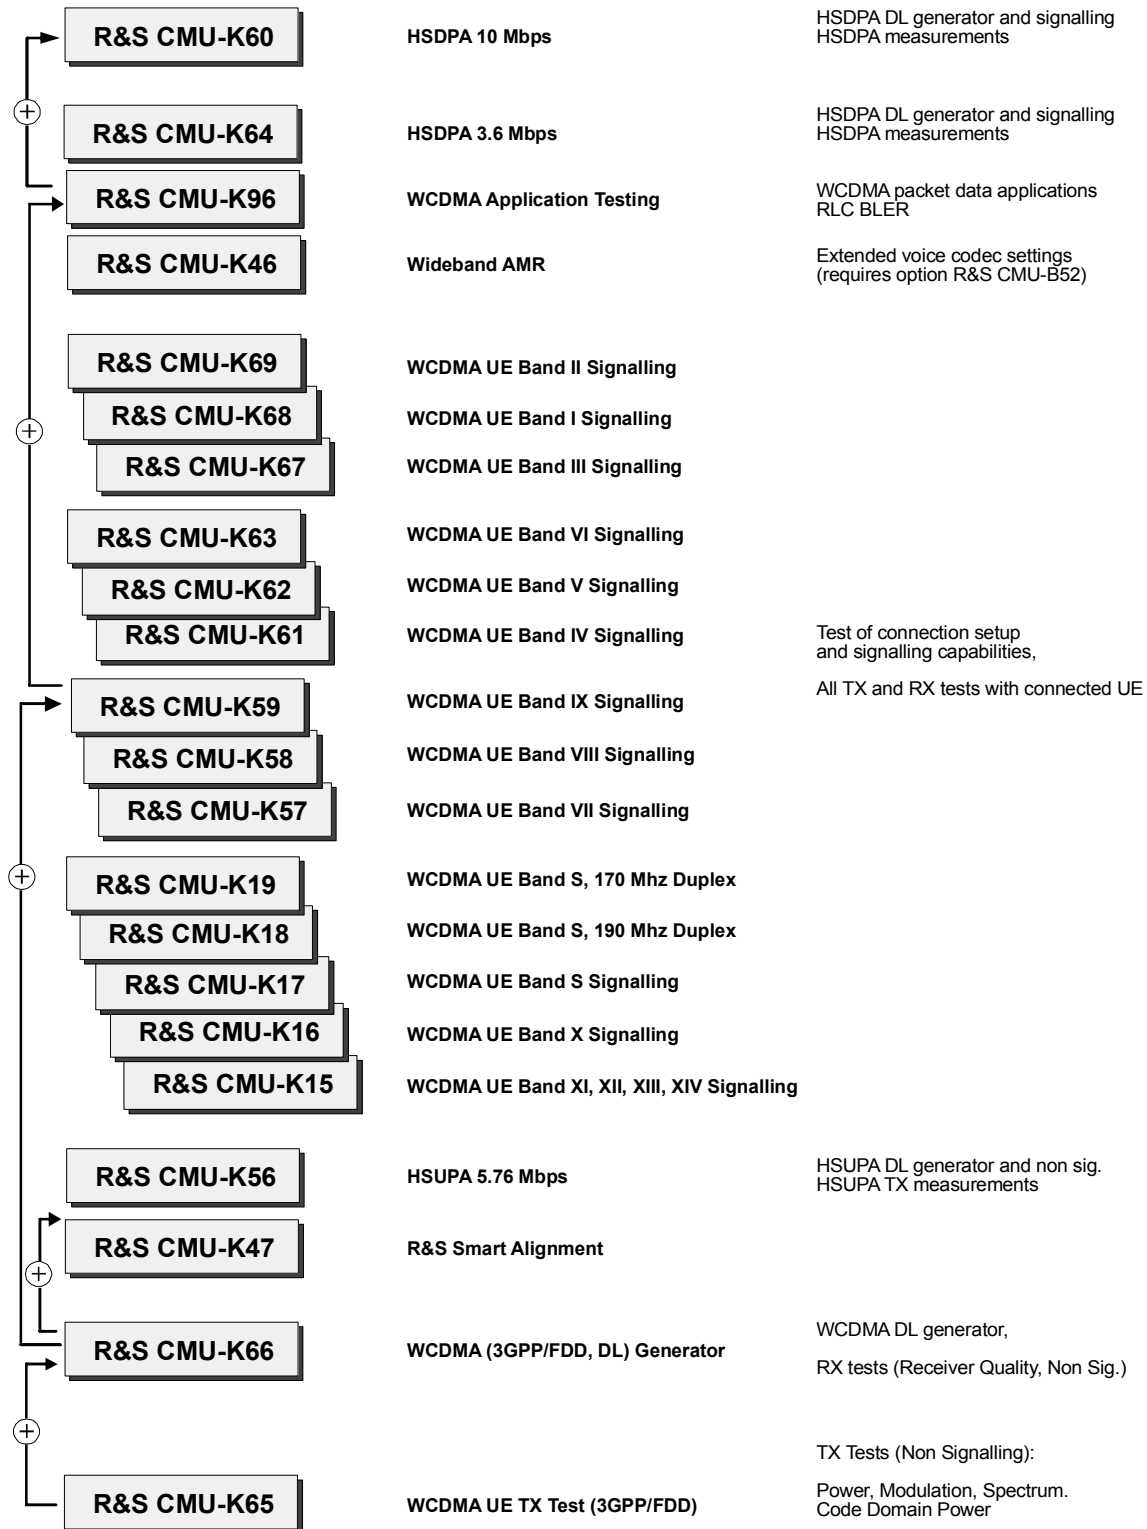 R&S CMU-K60
HSDPA 10 Mbps
HSDPA DL generator and signalling
HSDPA measurements
R&S CMU-K64
HSDPA 3.6 Mbps
HSDPA DL generator and signalling
HSDPA measurements
R&S CMU-K96
WCDMA Application Testing
WCDMA packet data applications
RLC BLER
R&S CMU-K46
Wideband AMR
Extended voice codec settings
(requires option R&S CMU-B52)
R&S CMU-K69
WCDMA UE Band II Signalling
R&S CMU-K68
WCDMA UE Band I Signalling
R&S CMU-K67
WCDMA UE Band III Signalling
R&S CMU-K63
WCDMA UE Band VI Signalling
R&S CMU-K62
WCDMA UE Band V Signalling
R&S CMU-K61
WCDMA UE Band IV Signalling
Test of connection setup
and signalling capabilities,
All TX and RX tests with connected UE
R&S CMU-K59
WCDMA UE Band IX Signalling
R&S CMU-K58
WCDMA UE Band VIII Signalling
R&S CMU-K57
WCDMA UE Band VII Signalling
R&S CMU-K19
WCDMA UE Band S, 170 Mhz Duplex
R&S CMU-K18
WCDMA UE Band S, 190 Mhz Duplex
R&S CMU-K17
WCDMA UE Band S Signalling
R&S CMU-K16
WCDMA UE Band X Signalling
R&S CMU-K15
WCDMA UE Band XI, XII, XIII, XIV Signalling
R&S CMU-K56
HSUPA 5.76 Mbps
HSUPA DL generator and non sig.
HSUPA TX measurements
R&S CMU-K47
R&S Smart Alignment
R&S CMU-K66
WCDMA (3GPP/FDD, DL) Generator
WCDMA DL generator,
RX tests (Receiver Quality, Non Sig.)
R&S CMU-K65
WCDMA UE TX Test (3GPP/FDD)
TX Tests (Non Signalling):
Power, Modulation, Spectrum.
Code Domain Power